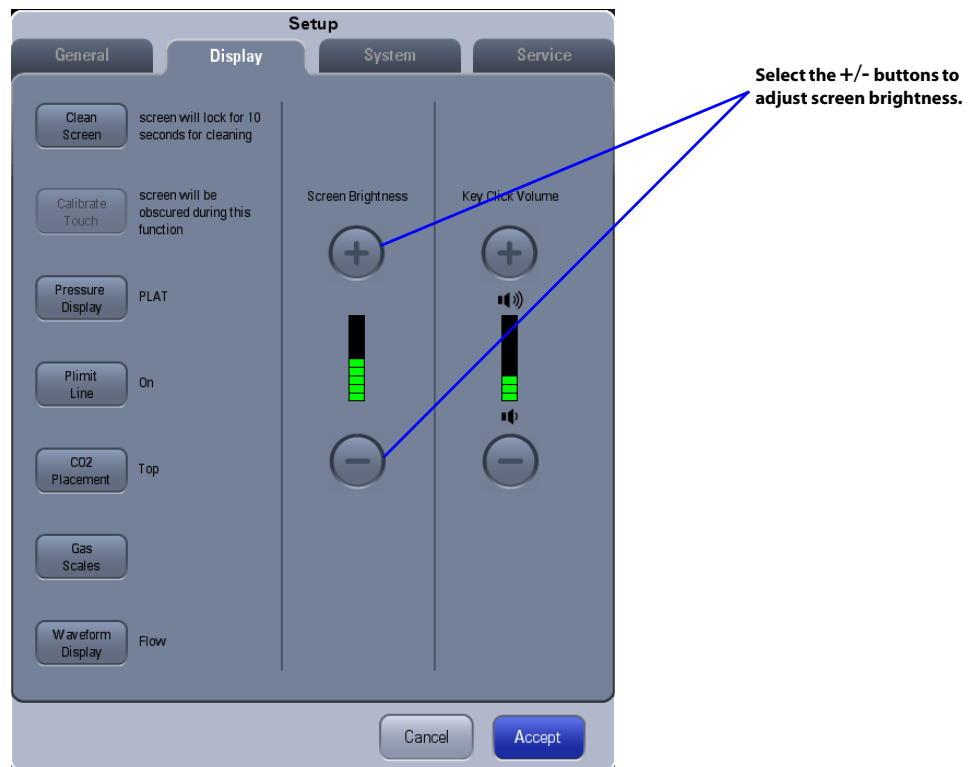 Setup
General
Display
System
Service
Select the +/- buttons to
adjust screen brightness.
Clean
Screen
screen will lock for 10
seconds for cleaning
Calibrate
Touch
screen will be
obscured during this
function
Pressure
Display
PLAT
Plimit
Line
On
CO2
Placement
Top
Gas
Scales
Waveform
Display
Flow
Screen Brightness
+
-
Key Click Volume
+
-
Cancel
Accept